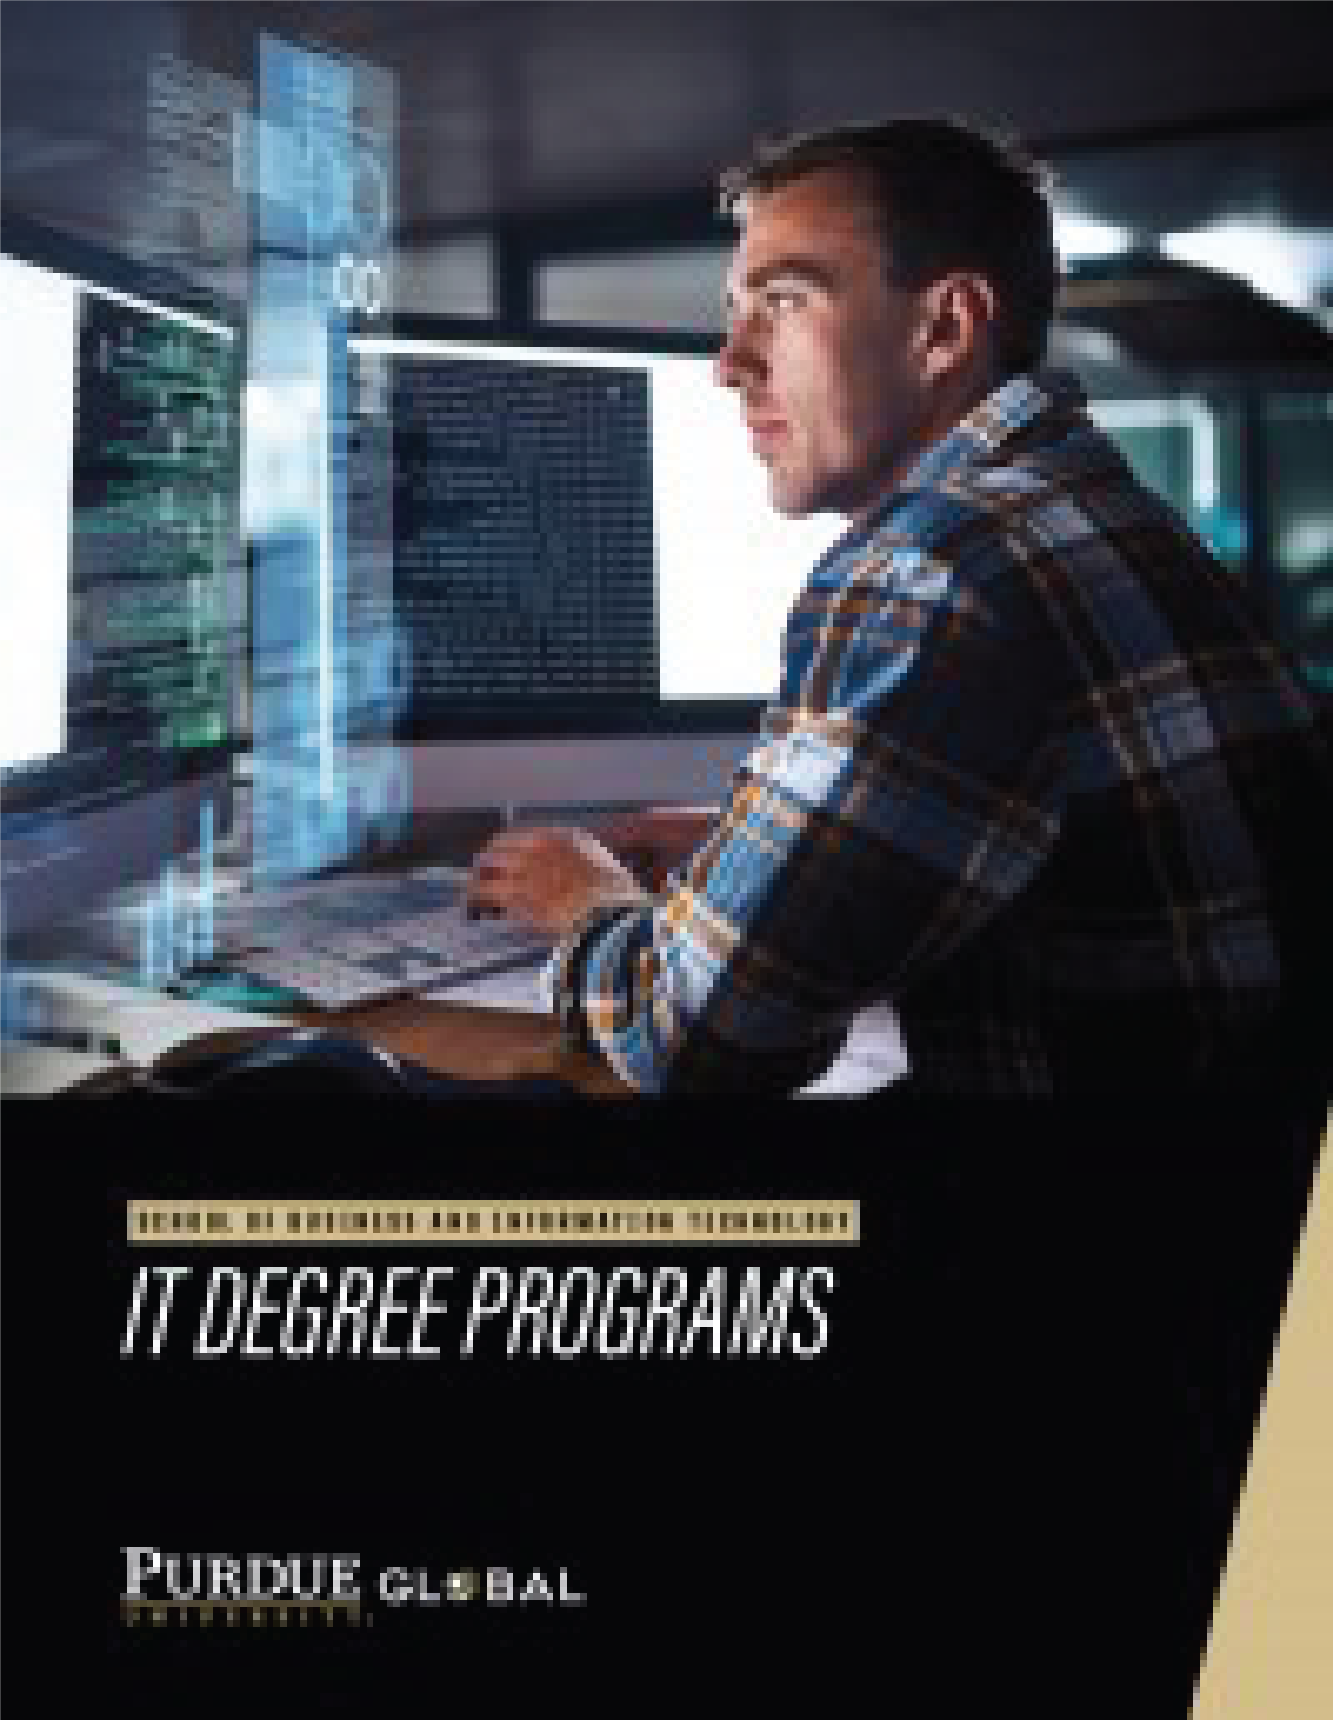 SCHOOL OF BUSINESS AND INFORMATION TECHNOLOGY
IT DEGREE PROGRAMS
PURDUE GLOBAL
UNIVERSITY